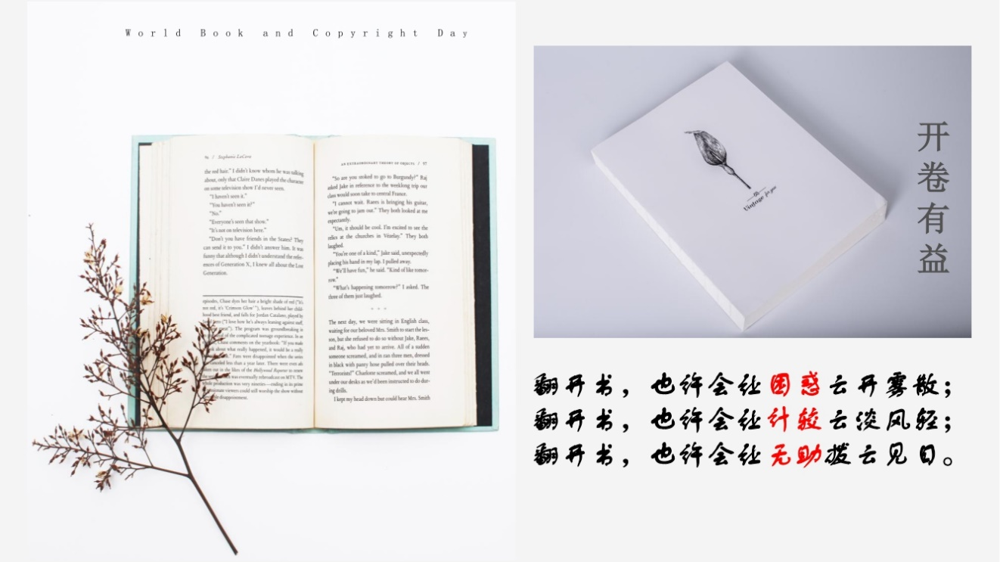 World Book and Copyright Day
96 / Stephanie LaCava
the red hair." I didn't know whom he was talking
about, only that Claire Danes played the character
on some television show I'd never seen.
"I haven't seen it."
"You haven't seen it?"
"No."
"Everyone's seen that show."
"It's not on television here."
"Don't you have friends in the States? They
can send it to you." I didn't answer him. It was
funny that although I didn't understand the refer-
ences of Generation X, I knew all about the Lost
Generation.
episodes, Chase dyes her hair a bright shade of red ("it's
not red, it's 'Crimson Glow'"), leaves behind her child-
hood best friend, and falls for Jordan Catalano, played by
("I love how he's always leaning against stuff,
The program was groundbreaking in
of the complicated teenage experience. In
Chase comments on the yearbook: "If you made
book about what really happened, it would be a really
Fans were disappointed when the series
was canceled less than a year later. There were even
in the likes of the Hollywood Reporter to
was eventually rebroadcast on MTV. The
whole production was very nineties—ending in its prime
viewers could still worship the show without
disappointment.
AN EXTRAORDINARY THEORY OF OBJECTS / 97
"So are you stoked to go to Burgundy?" Raj
asked Jake in reference to the weeklong trip our
class would soon take to central France.
"I cannot wait. Raees is bringing his guitar,
we're going to jam out." They both looked at me
expectantly.
"Um, it should be cool. I'm excited to see the
relics at the churches in Vézelay." They both
laughed.
"You're one of a kind," Jake said, unexpectedly
placing his hand in my lap. I pulled away.
"We'll have fun," he said. "Kind of like tomor-
row."
"What's happening tomorrow?" I asked. The
three of them just laughed.
* * *
The next day, we were sitting in English class,
waiting for our beloved Mrs. Smith to start the les-
son, but she refused to do so without Jake, Raees,
and Raj, who had yet to arrive. All of a sudden
someone screamed, and in ran three men, dressed
in black with panty hose pulled over their heads.
"Terrorists!" Charlotte screamed, and we all went
under our desks as we'd been instructed to do dur-
ing drills.
I kept my head down but could hear Mrs. Smith
Vintage for you
开卷有益
翻开书，也许会让困惑云开雾散；
翻开书，也许会让计较云淡风轻；
翻开书，也许会让无助拨云见日。